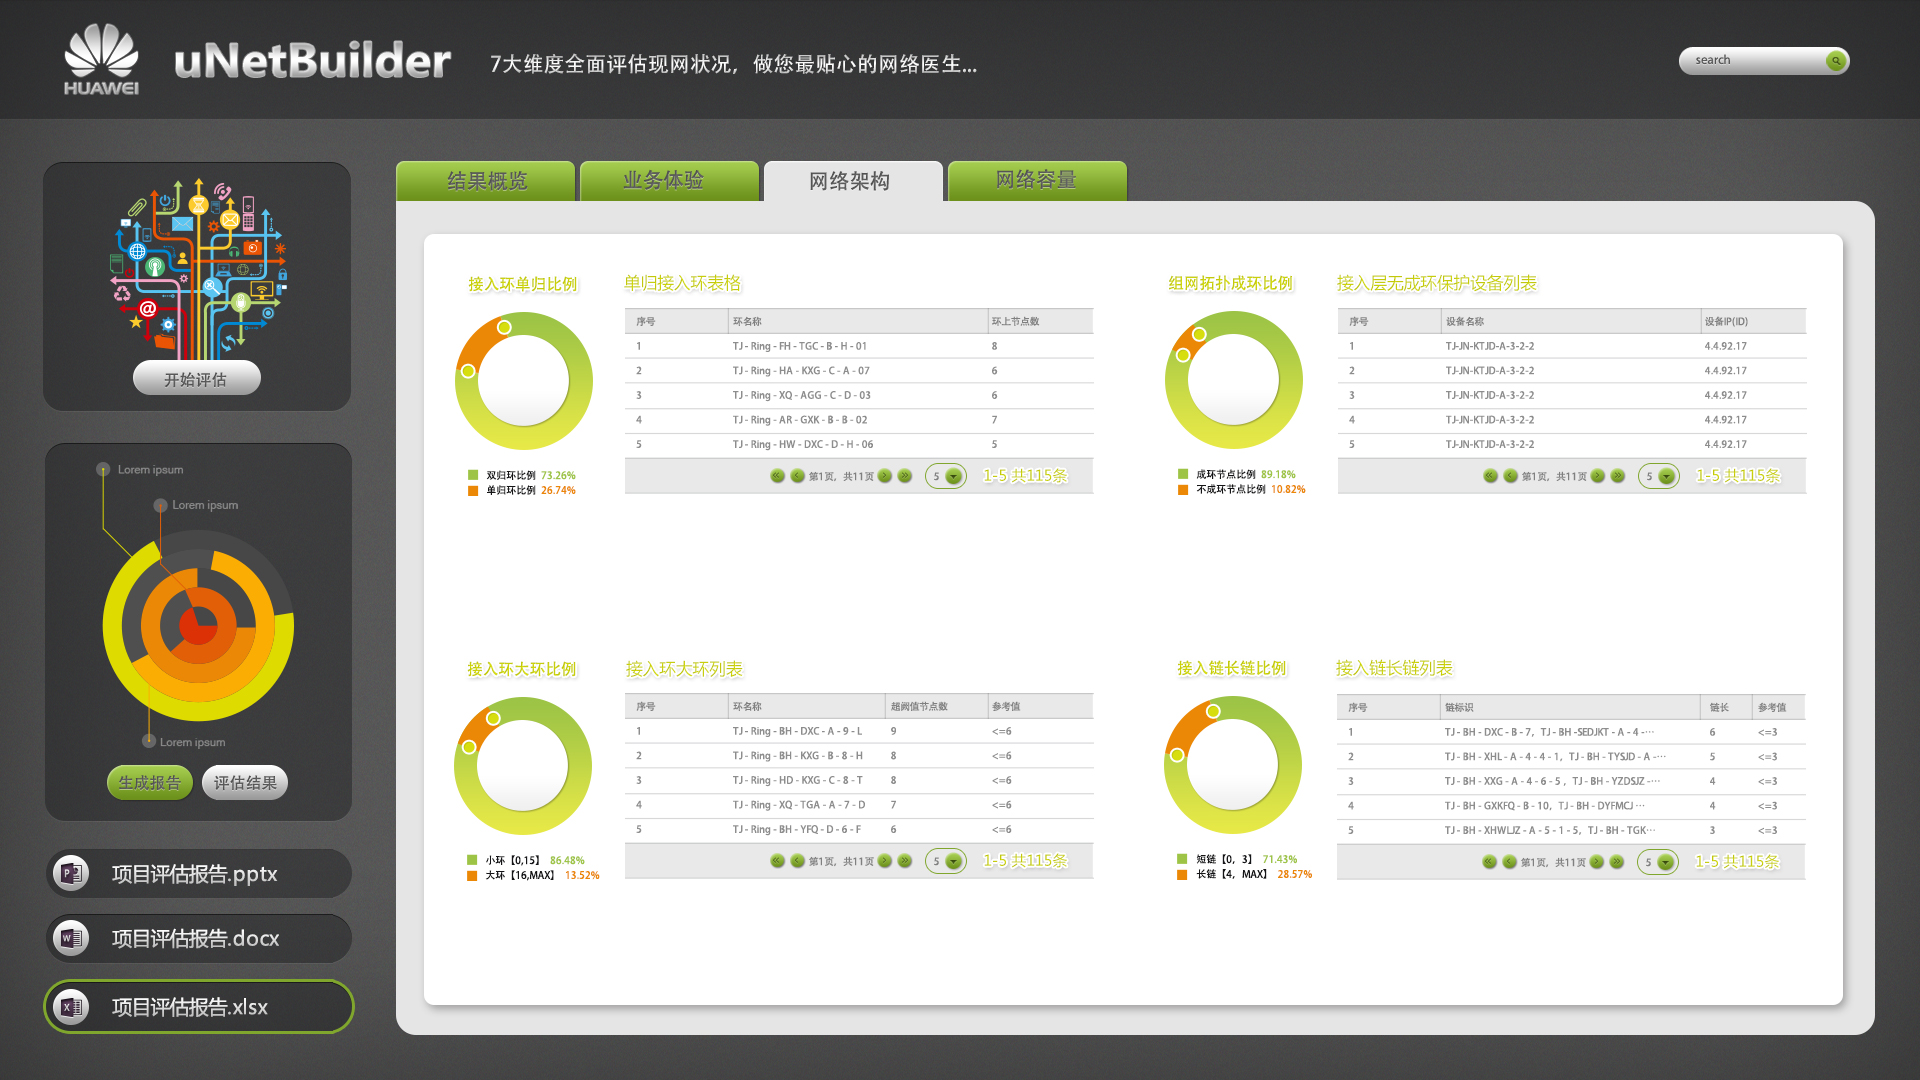 HUAWEI
uNetBuilder
7大维度全面评估现网状况，做您最贴心的网络医生...
search
开始评估
Lorem ipsum
Lorem ipsum
Lorem ipsum
生成报告 评估结果
项目评估报告.pptx
项目评估报告.docx
项目评估报告.xlsx
结果概览 业务体验 网络架构 网络容量
接入环单归比例
双归环比例 73.26%
单归环比例 26.74%
单归接入环表格
序号 环名称 环上节点数
1 TJ - Ring - FH - TGC - B - H - 01 8
2 TJ - Ring - HA - KXG - C - A - 07 6
3 TJ - Ring - XQ - AGG - C - D - 03 6
4 TJ - Ring - AR - GXK - B - B - 02 7
5 TJ - Ring - HW - DXC - D - H - 06 5
第1页，共11页 5 1-5 共115条
组网拓扑成环比例
成环节点比例 89.18%
不成环节点比例 10.82%
接入层无成环保护设备列表
序号 设备名称 设备IP(ID)
1 TJ-JN-KTJD-A-3-2-2 4.4.92.17
2 TJ-JN-KTJD-A-3-2-2 4.4.92.17
3 TJ-JN-KTJD-A-3-2-2 4.4.92.17
4 TJ-JN-KTJD-A-3-2-2 4.4.92.17
5 TJ-JN-KTJD-A-3-2-2 4.4.92.17
第1页，共11页 5 1-5 共115条
接入环大环比例
小环【0,15】 86.48%
大环【16,MAX】 13.52%
接入环大环列表
序号 环名称 超阀值节点数 参考值
1 TJ - Ring - BH - DXC - A - 9 - L 9 <=6
2 TJ - Ring - BH - KXG - B - 8 - H 8 <=6
3 TJ - Ring - HD - KXG - C - 8 - T 8 <=6
4 TJ - Ring - XQ - TGA - A - 7 - D 7 <=6
5 TJ - Ring - BH - YFQ - D - 6 - F 6 <=6
第1页，共11页 5 1-5 共115条
接入链长链比例
短链【0，3】 71.43%
长链【4，MAX】 28.57%
接入链长链列表
序号 链标识 链长 参考值
1 TJ - BH - DXC - B - 7，TJ - BH -SEDJKT - A - 4 -··· 6 <=3
2 TJ - BH - XHL - A - 4 - 4 - 1，TJ - BH - TYSJD - A -··· 5 <=3
3 TJ - BH - XXG - A - 4 - 6 - 5，TJ - BH - YZDSJZ -··· 4 <=3
4 TJ - BH - GXKFQ - B - 10，TJ - BH - DYFMCJ ··· 4 <=3
5 TJ - BH - XHWLJZ - A - 5 - 1 - 5，TJ - BH - TGK··· 3 <=3
第1页，共11页 5 1-5 共115条